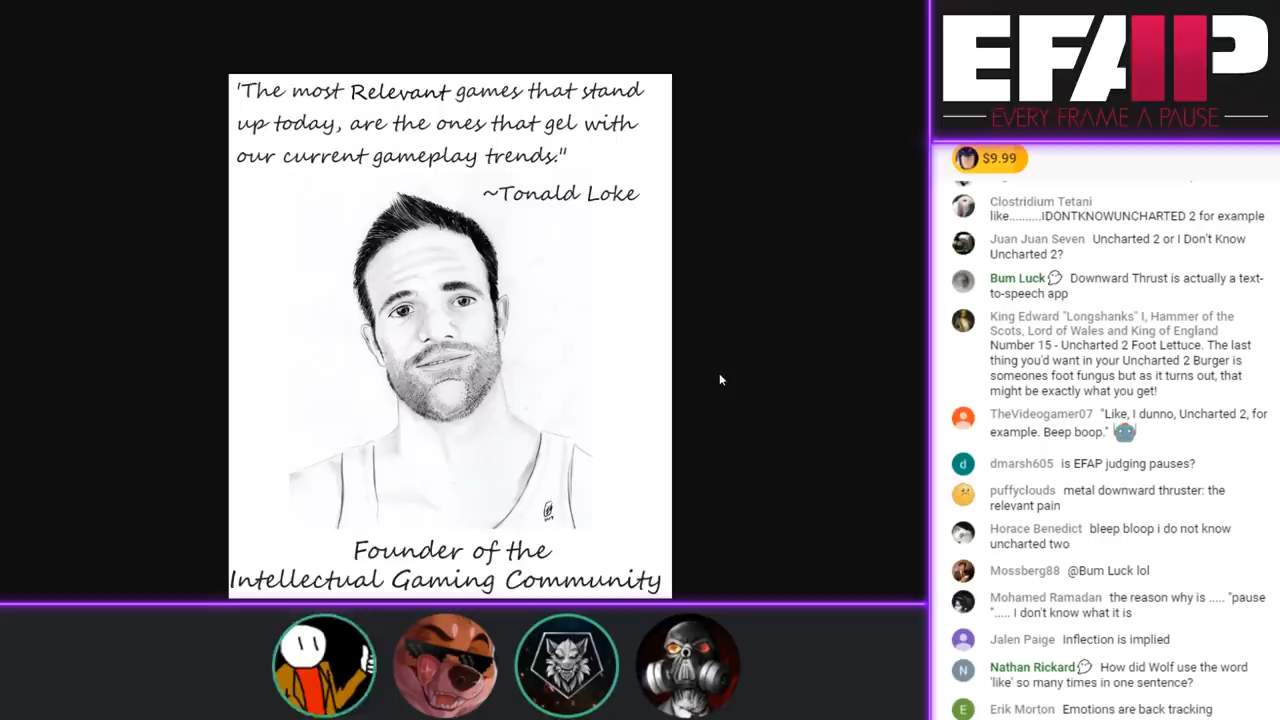 'The most Relevant games that stand
up today, are the ones that gel with
our current gameplay trends."
~Tonald Loke
Founder of the
Intellectual Gaming Community
EFAP
EVERY FRAME A PAUSE
$9.99
Clostridium Tetani
like..........IDONTKNOWUNCHARTED 2 for example
Juan Juan Seven Uncharted 2 or I Don't Know
Uncharted 2?
Bum Luck Downward Thrust is actually a text-
to-speech app
King Edward "Longshanks" I, Hammer of the
Scots, Lord of Wales and King of England
Number 15 - Uncharted 2 Foot Lettuce. The last
thing you'd want in your Uncharted 2 Burger is
someones foot fungus but as it turns out, that
might be exactly what you get!
TheVideogamer07 "Like, I dunno, Uncharted 2, for
example. Beep boop."
d
dmarsh605 is EFAP judging pauses?
puffyclouds metal downward thruster: the
relevant pain
Horace Benedict bleep bloop i do not know
uncharted two
Mossberg88 @Bum Luck lol
Mohamed Ramadan the reason why is ..... "pause
"..... I don't know what it is
Jalen Paige Inflection is implied
N
Nathan Rickard How did Wolf use the word
'like' so many times in one sentence?
E
Erik Morton Emotions are back tracking